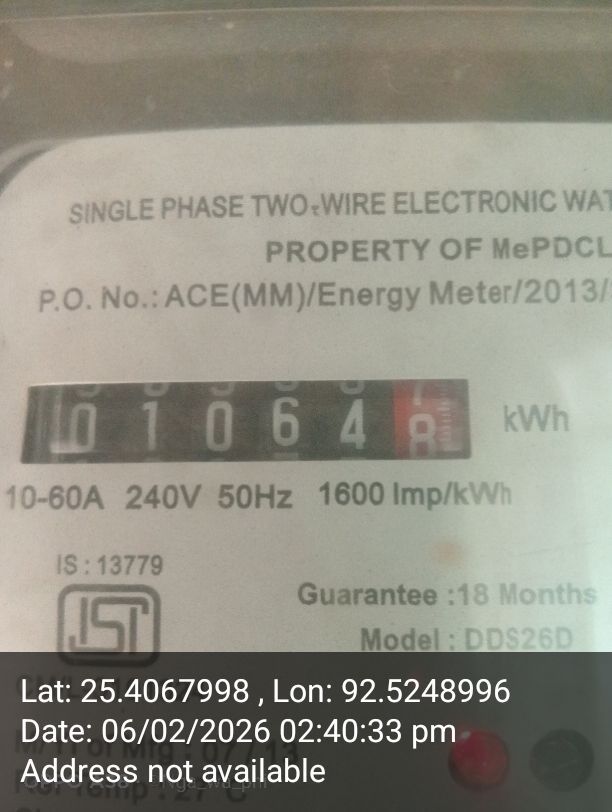 SINGLE PHASE TWO-WIRE ELECTRONIC WAT
PROPERTY OF MePDCL
P.O. No.: ACE(MM)/Energy Meter/2013/
010648 kWh
10-60A 240V 50Hz 1600 Imp/kWh
IS : 13779
Guarantee :18 Months
Model : DDS26D
Lat: 25.4067998 , Lon: 92.5248996
Date: 06/02/2026 02:40:33 pm
Address not available